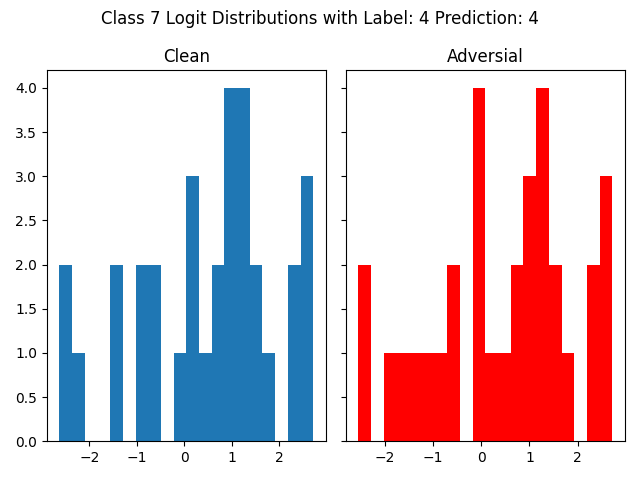 Class 7 Logit Distributions with Label: 4 Prediction: 4
Clean
Adversial
4.0
3.5
3.0
2.5
2.0
1.5
1.0
0.5
0.0
−2 −1 0 1 2
−2 −1 0 1 2